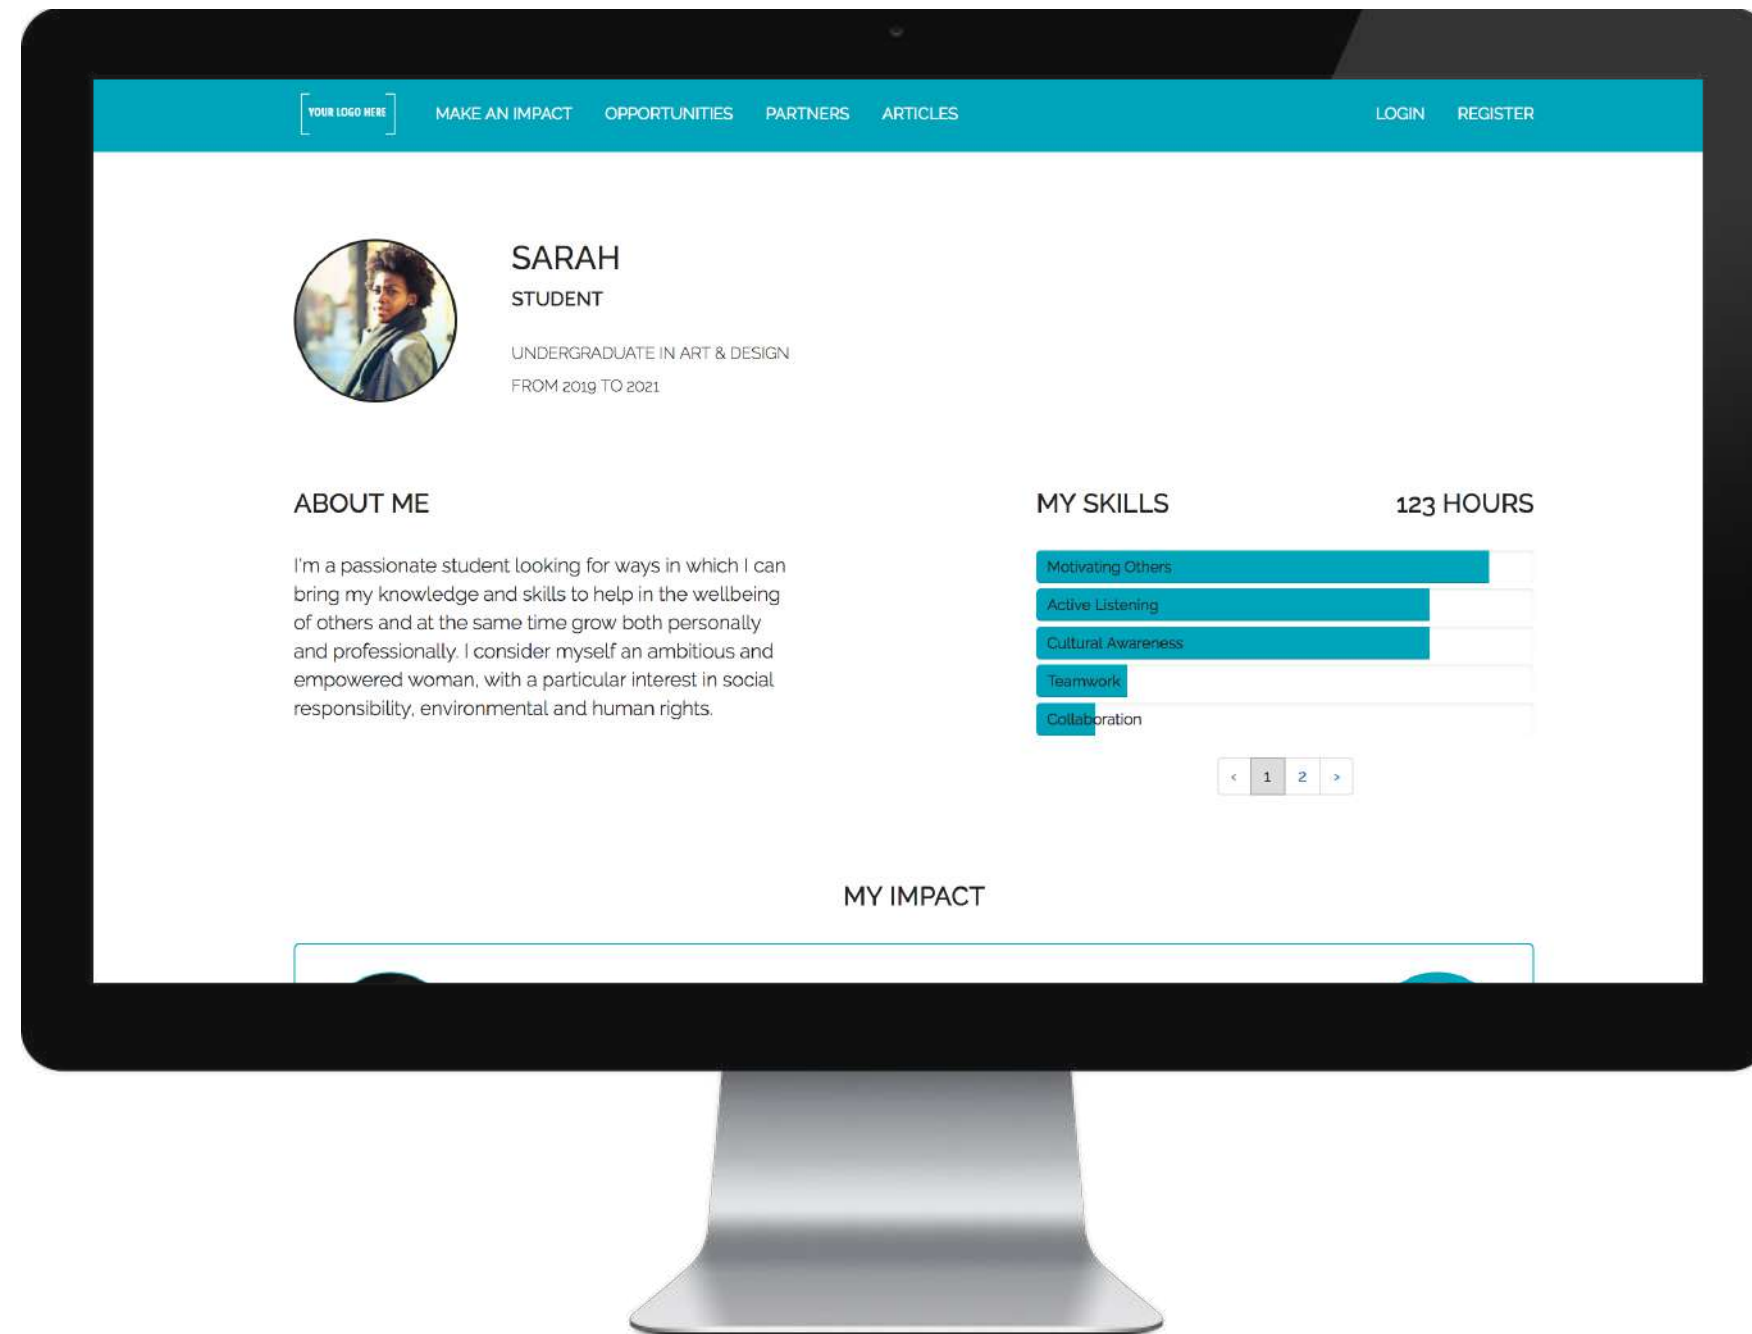 YOUR LOGO HERE
MAKE AN IMPACT
OPPORTUNITIES
PARTNERS
ARTICLES
LOGIN
REGISTER
SARAH
STUDENT
UNDERGRADUATE IN ART & DESIGN
FROM 2019 TO 2021
ABOUT ME
I'm a passionate student looking for ways in which I can
bring my knowledge and skills to help in the wellbeing
of others and at the same time grow both personally
and professionally. I consider myself an ambitious and
empowered woman, with a particular interest in social
responsibility, environmental and human rights.
MY SKILLS
123 HOURS
Motivating Others
Active Listening
Cultural Awareness
Teamwork
Collaboration
< 1 2 >
MY IMPACT